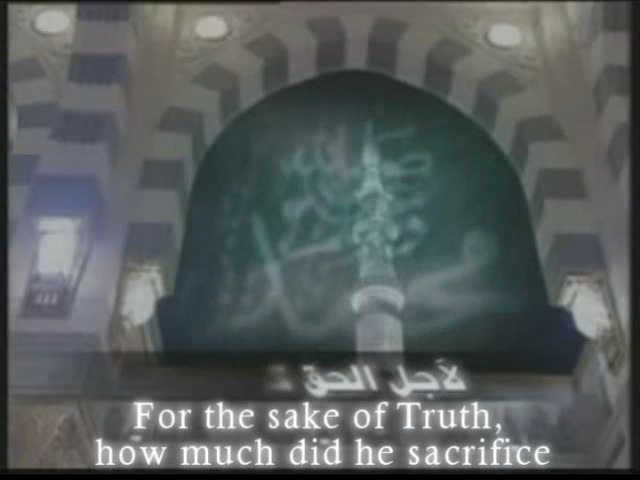 لأجل الحق
For the sake of Truth,
how much did he sacrifice